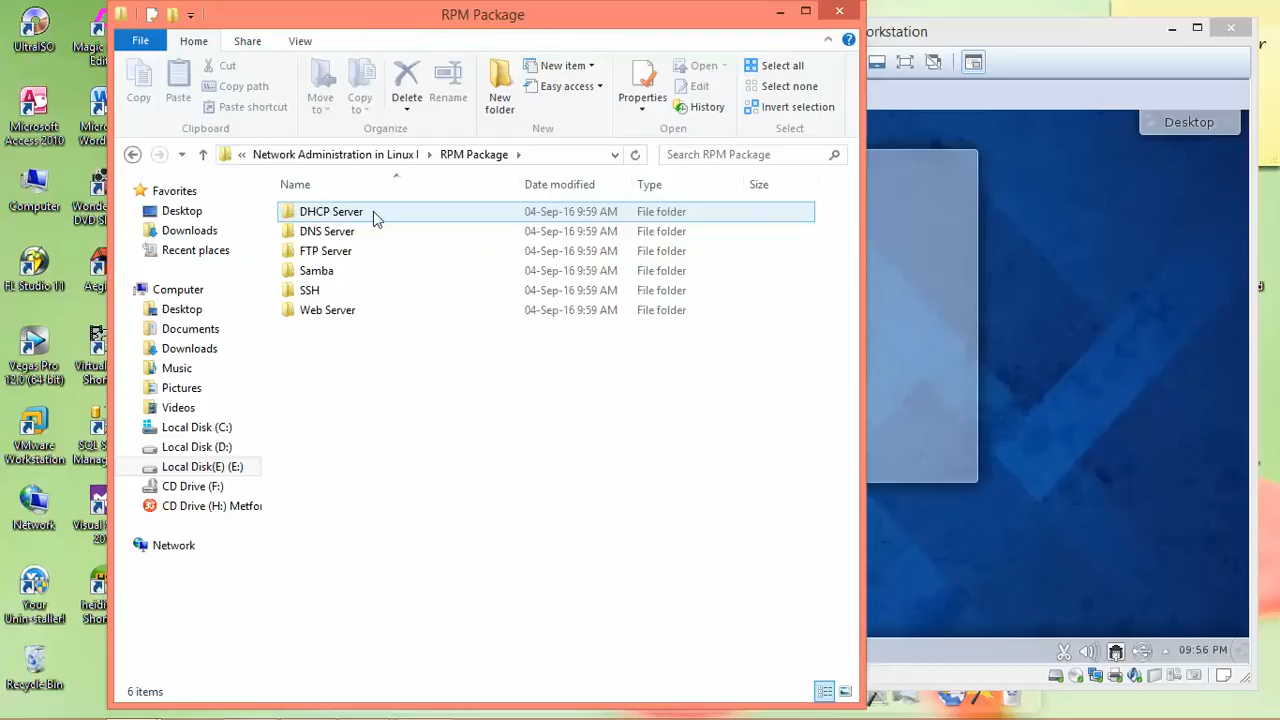 RPM Package
File
Home
Share
View
Copy
Paste
Cut
Copy path
Paste shortcut
Move to
Copy to
Delete
Rename
New folder
New item
Easy access
Properties
Open
Edit
History
Select all
Select none
Invert selection
Clipboard
Organize
New
Open
Select
« Network Administration in Linux
RPM Package
Search RPM Package
Name
Date modified
Type
Size
DHCP Server 04-Sep-16 9:59 AM File folder
DNS Server 04-Sep-16 9:59 AM File folder
FTP Server 04-Sep-16 9:59 AM File folder
Samba 04-Sep-16 9:59 AM File folder
SSH 04-Sep-16 9:59 AM File folder
Web Server 04-Sep-16 9:59 AM File folder
Favorites
Desktop
Downloads
Recent places
Computer
Desktop
Documents
Downloads
Music
Pictures
Videos
Local Disk (C:)
Local Disk (D:)
Local Disk(E) (E:)
CD Drive (F:)
CD Drive (H:) Metfo
Network
6 items
UltraISO
Magic
Edi
Microsoft Access 2010
Micro
Word
Computer
Wonde
DVD S
FL Studio 11
Aegi
Vegas Pro 12.0 (64-bit)
Virtual
Shor
VMware Workstation
SQL S
Manag
Network
Visual S
20
Your Unin-staller!
heidi
Short
Recycle Bin
orkstation
Desktop
09:56 PM